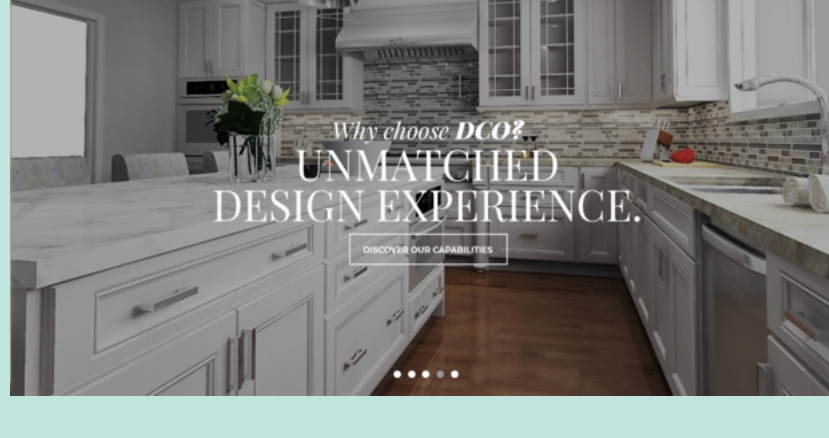 Why choose DCO?
UNMATCHED
DESIGN EXPERIENCE.
DISCOVER OUR CAPABILITIES